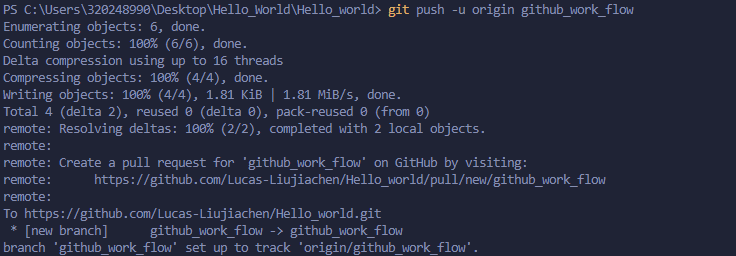 PS C:\Users\320248990\Desktop\Hello_World\Hello_world> git push -u origin github_work_flow
Enumerating objects: 6, done.
Counting objects: 100% (6/6), done.
Delta compression using up to 16 threads
Compressing objects: 100% (4/4), done.
Writing objects: 100% (4/4), 1.81 KiB | 1.81 MiB/s, done.
Total 4 (delta 2), reused 0 (delta 0), pack-reused 0 (from 0)
remote: Resolving deltas: 100% (2/2), completed with 2 local objects.
remote:
remote: Create a pull request for 'github_work_flow' on GitHub by visiting:
remote:      https://github.com/Lucas-Liujiachen/Hello_world/pull/new/github_work_flow
remote:
To https://github.com/Lucas-Liujiachen/Hello_world.git
 * [new branch]      github_work_flow -> github_work_flow
branch 'github_work_flow' set up to track 'origin/github_work_flow'.